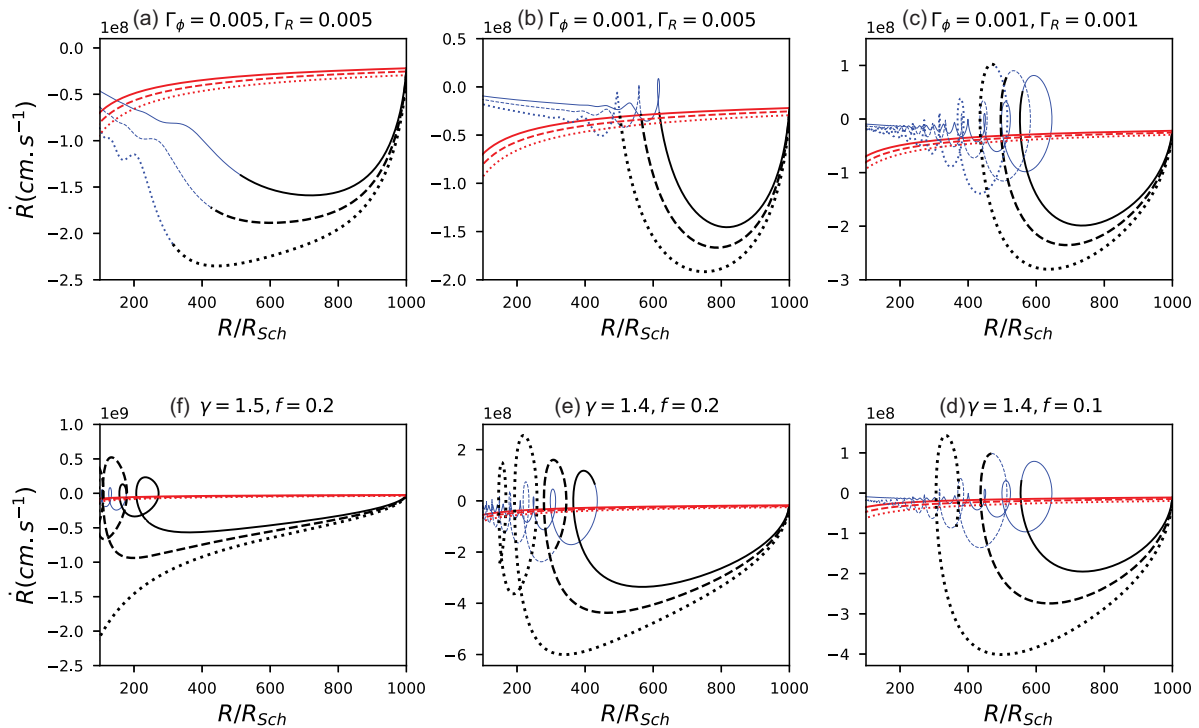 (a) Γ_ϕ = 0.005, Γ_R = 0.005
1e8
0.0
−0.5
−1.0
−1.5
−2.0
−2.5
Ṙ(cm.s⁻¹)
200 400 600 800 1000
R/R_Sch
(b) Γ_ϕ = 0.001, Γ_R = 0.005
1e8
0.5
0.0
−0.5
−1.0
−1.5
−2.0
200 400 600 800 1000
R/R_Sch
(c) Γ_ϕ = 0.001, Γ_R = 0.001
1e8
1
0
−1
−2
−3
200 400 600 800 1000
R/R_Sch
(f) γ = 1.5, f = 0.2
1e9
1.0
0.5
0.0
−0.5
−1.0
−1.5
−2.0
−2.5
Ṙ(cm.s⁻¹)
200 400 600 800 1000
R/R_Sch
(e) γ = 1.4, f = 0.2
1e8
2
0
−2
−4
−6
200 400 600 800 1000
R/R_Sch
(d) γ = 1.4, f = 0.1
1e8
1
0
−1
−2
−3
−4
200 400 600 800 1000
R/R_Sch